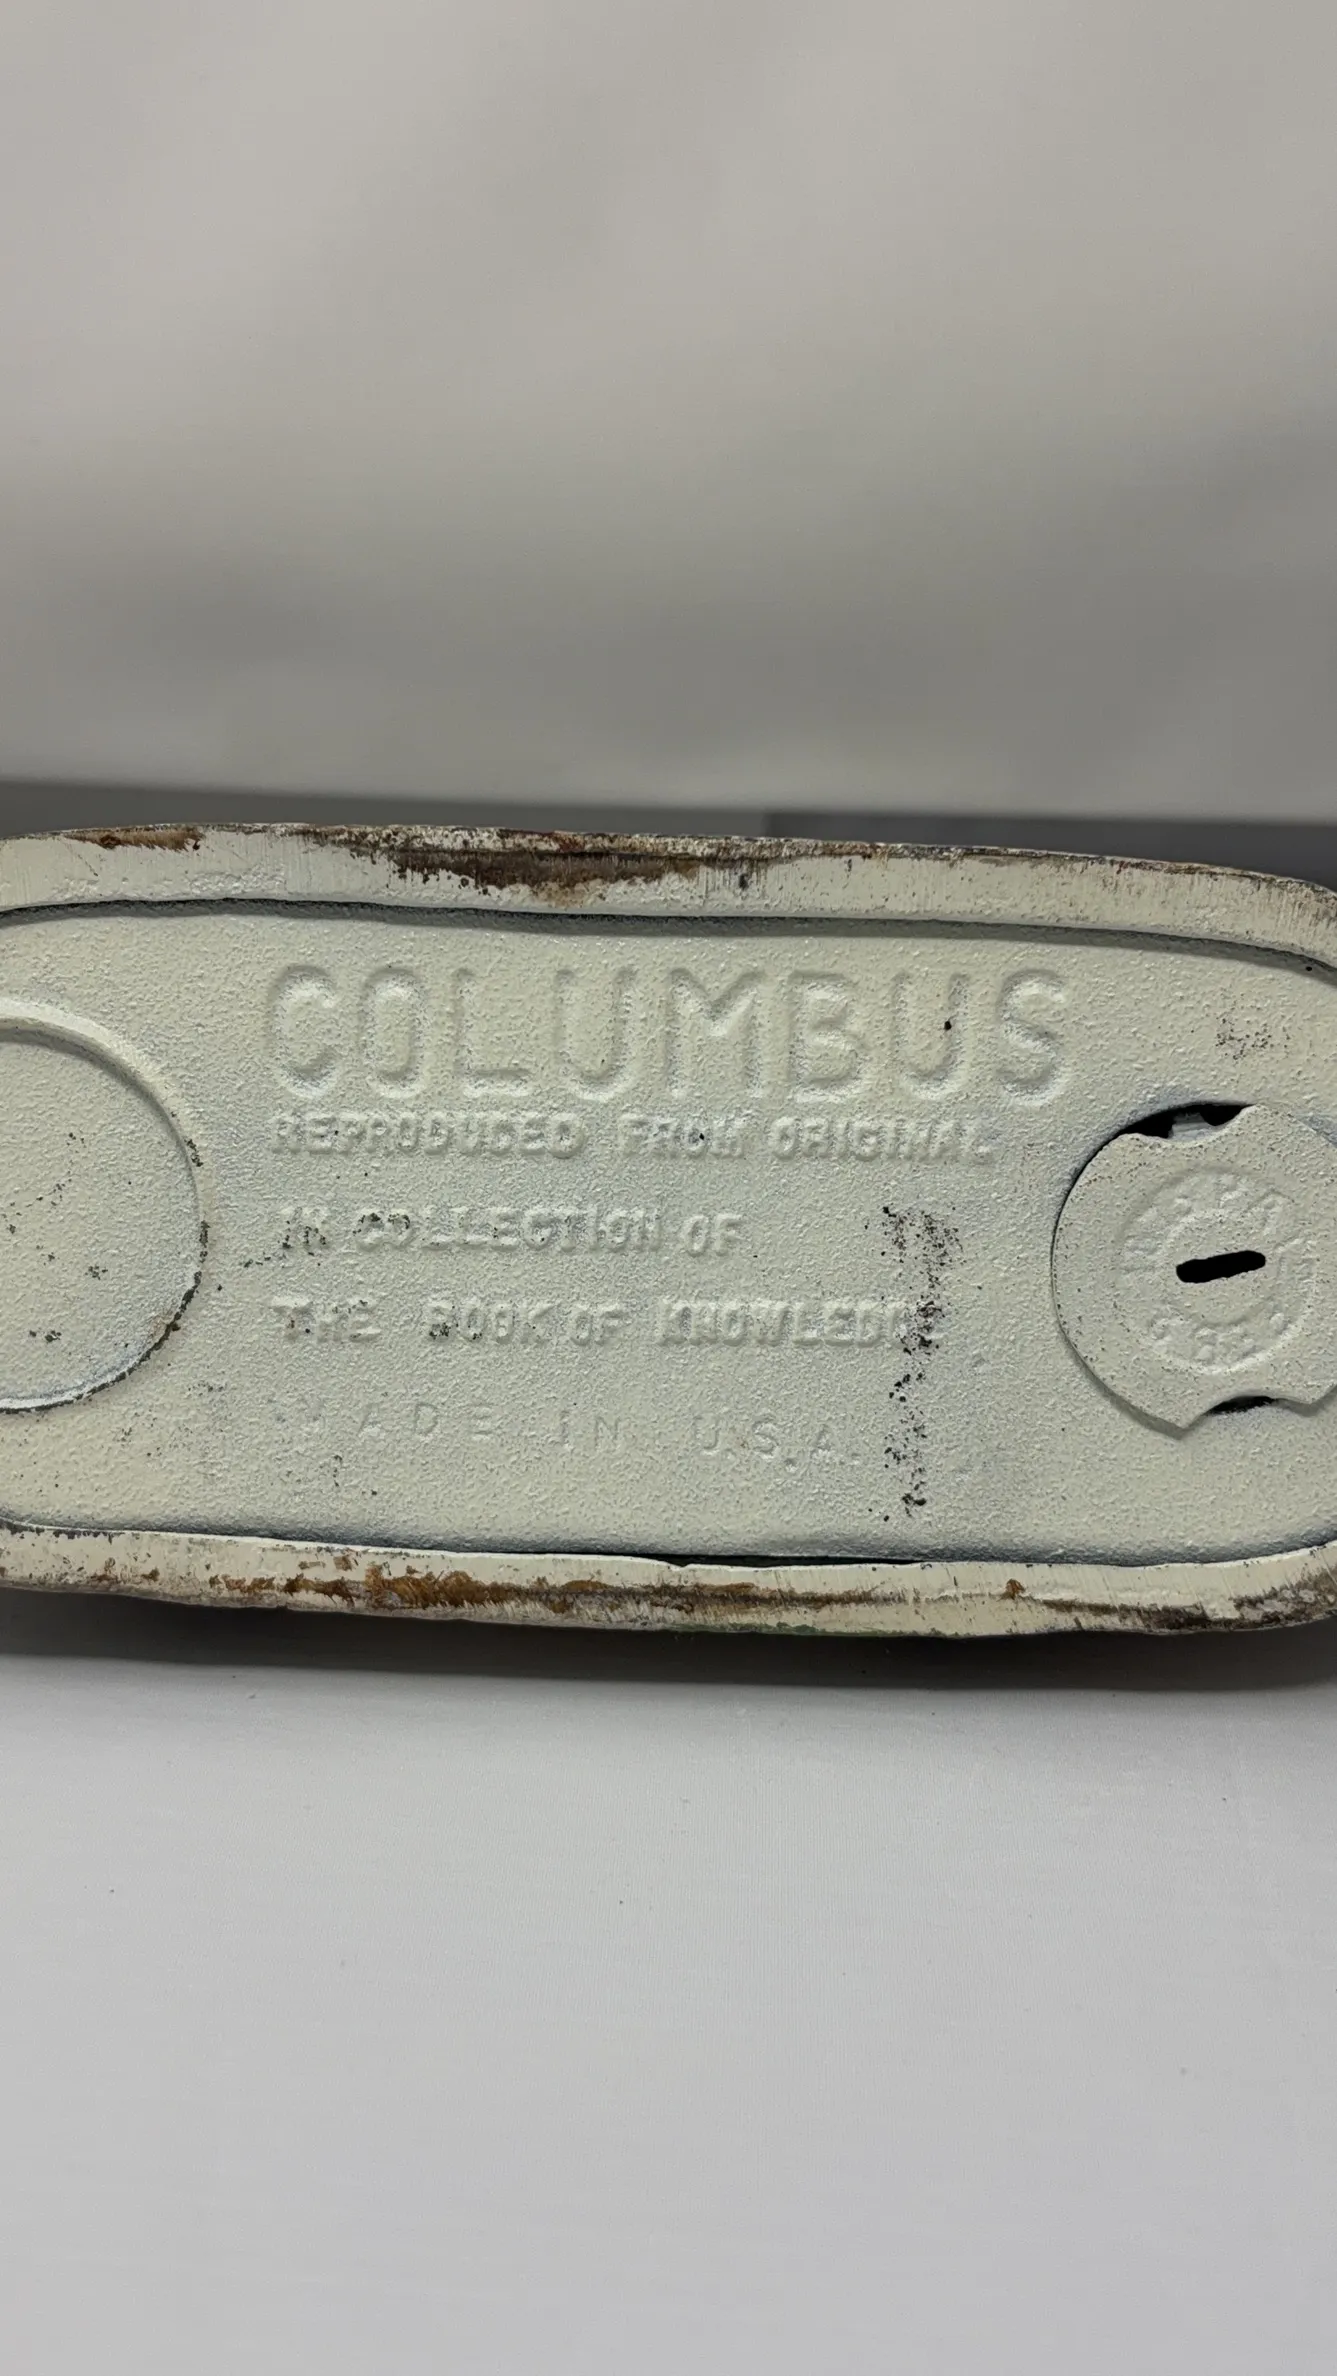 COLUMBUS
REPRODUCED FROM ORIGINAL
IN COLLECTION OF
THE BOOK OF KNOWLEDGE
MADE IN U.S.A.